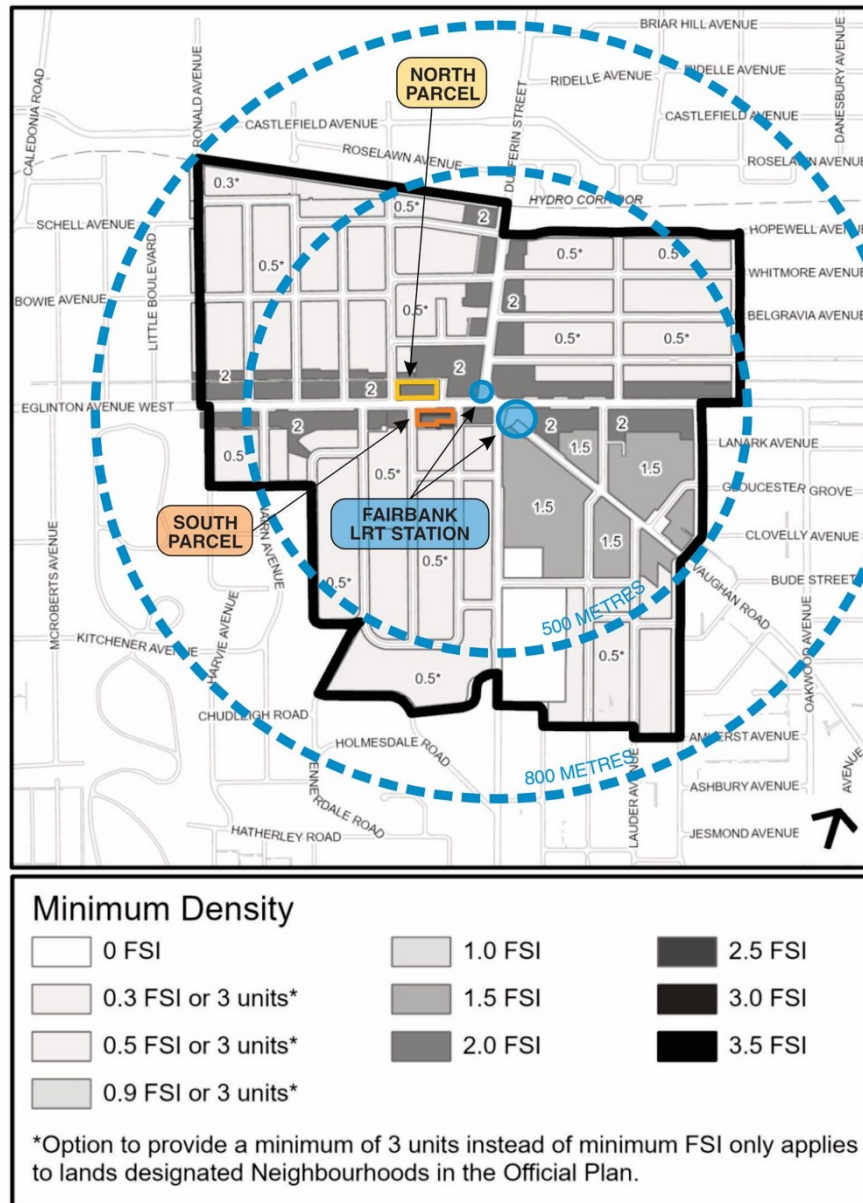 BRIAR HILL AVENUE
NORTH
PARCEL
RIDELLE AVENUE
RIDELLE AVENUE
CALEDONIA ROAD
RONALD AVENUE
DUFFERIN STREET
DANESBURY AVENUE
CASTLEFIELD AVENUE
CASTLEFIELD AVENUE
ROSELAWN AVENUE
ROSELAWN AVENUE
HYDRO CORRIDOR
0.3*
0.5*
2
SCHELL AVENUE
HOPEWELL AVENUE
LITTLE BOULEVARD
0.5*
2
0.5*
0.5*
WHITMORE AVENUE
BOWIE AVENUE
0.5*
2
BELGRAVIA AVENUE
0.5*
0.5*
2
2
2
2
EGLINTON AVENUE WEST
2
2
2
2
LANARK AVENUE
0.5
0.5*
1.5
1.5
GLOUCESTER GROVE
SOUTH
PARCEL
FAIRBANK
LRT STATION
1.5
NAIRN AVENUE
0.5*
1.5
CLOVELLY AVENUE
MCROBERTS AVENUE
HARVIE AVENUE
0.5*
VAUGHAN ROAD
BUDE STREET
500 METRES
KITCHENER AVENUE
0.5*
0.5*
OAKWOOD AVENUE
CHUDLEIGH ROAD
HOLMESDALE ROAD
AMHERST AVENUE
800 METRES
LAUDER AVENUE
ASHBURY AVENUE
AVENUE
HATHERLEY ROAD
RDALE ROAD
JESMOND AVENUE
Minimum Density
0 FSI
1.0 FSI
2.5 FSI
0.3 FSI or 3 units*
1.5 FSI
3.0 FSI
0.5 FSI or 3 units*
2.0 FSI
3.5 FSI
0.9 FSI or 3 units*
*Option to provide a minimum of 3 units instead of minimum FSI only applies
to lands designated Neighbourhoods in the Official Plan.